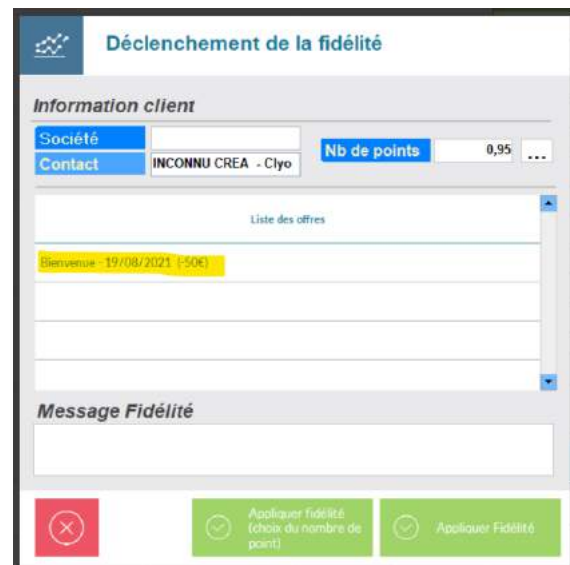 Déclenchement de la fidélité
Information client
Société
Contact INCONNU CREA - Clyo
Nb de points 0,95 ...
Liste des offres
Bienvenue - 19/08/2021 (-50€)
Message Fidélité
Appliquer fidélité
(choix du nombre de
point)
Appliquer Fidélité